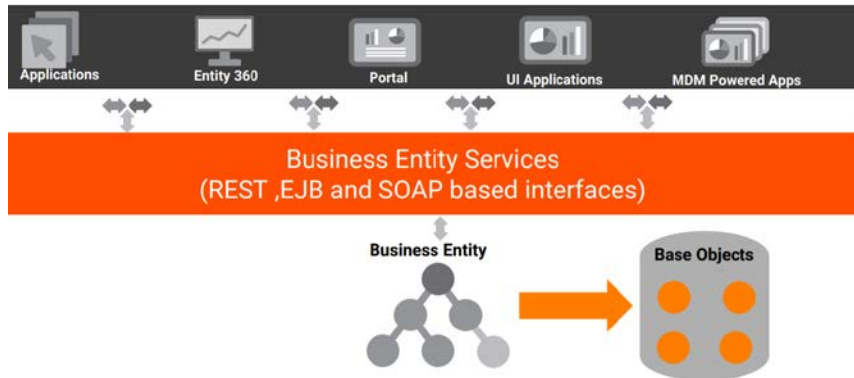 Applications
Entity 360
Portal
UI Applications
MDM Powered Apps
Business Entity Services
(REST ,EJB and SOAP based interfaces)
Business Entity
Base Objects